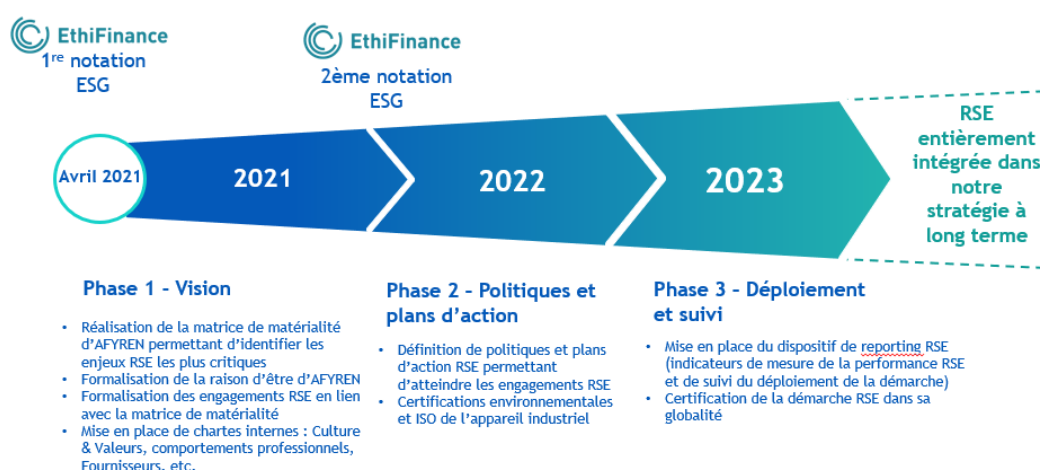 EthiFinance
1re notation
ESG
EthiFinance
2ème notation
ESG
Avril 2021
2021
2022
2023
RSE
entièrement
intégrée dans
notre
stratégie à
long terme
Phase 1 – Vision
• Réalisation de la matrice de matérialité
d'AFYREN permettant d'identifier les
enjeux RSE les plus critiques
• Formalisation de la raison d'être d'AFYREN
• Formalisation des engagements RSE en lien
avec la matrice de matérialité
• Mise en place de chartes internes : Culture
& Valeurs, comportements professionnels,
Fournisseurs, etc.
Phase 2 – Politiques et
plans d'action
• Définition de politiques et plans
d'action RSE permettant
d'atteindre les engagements RSE
• Certifications environnementales
et ISO de l'appareil industriel
Phase 3 – Déploiement
et suivi
• Mise en place du dispositif de reporting RSE
(indicateurs de mesure de la performance RSE
et de suivi du déploiement de la démarche)
• Certification de la démarche RSE dans sa
globalité